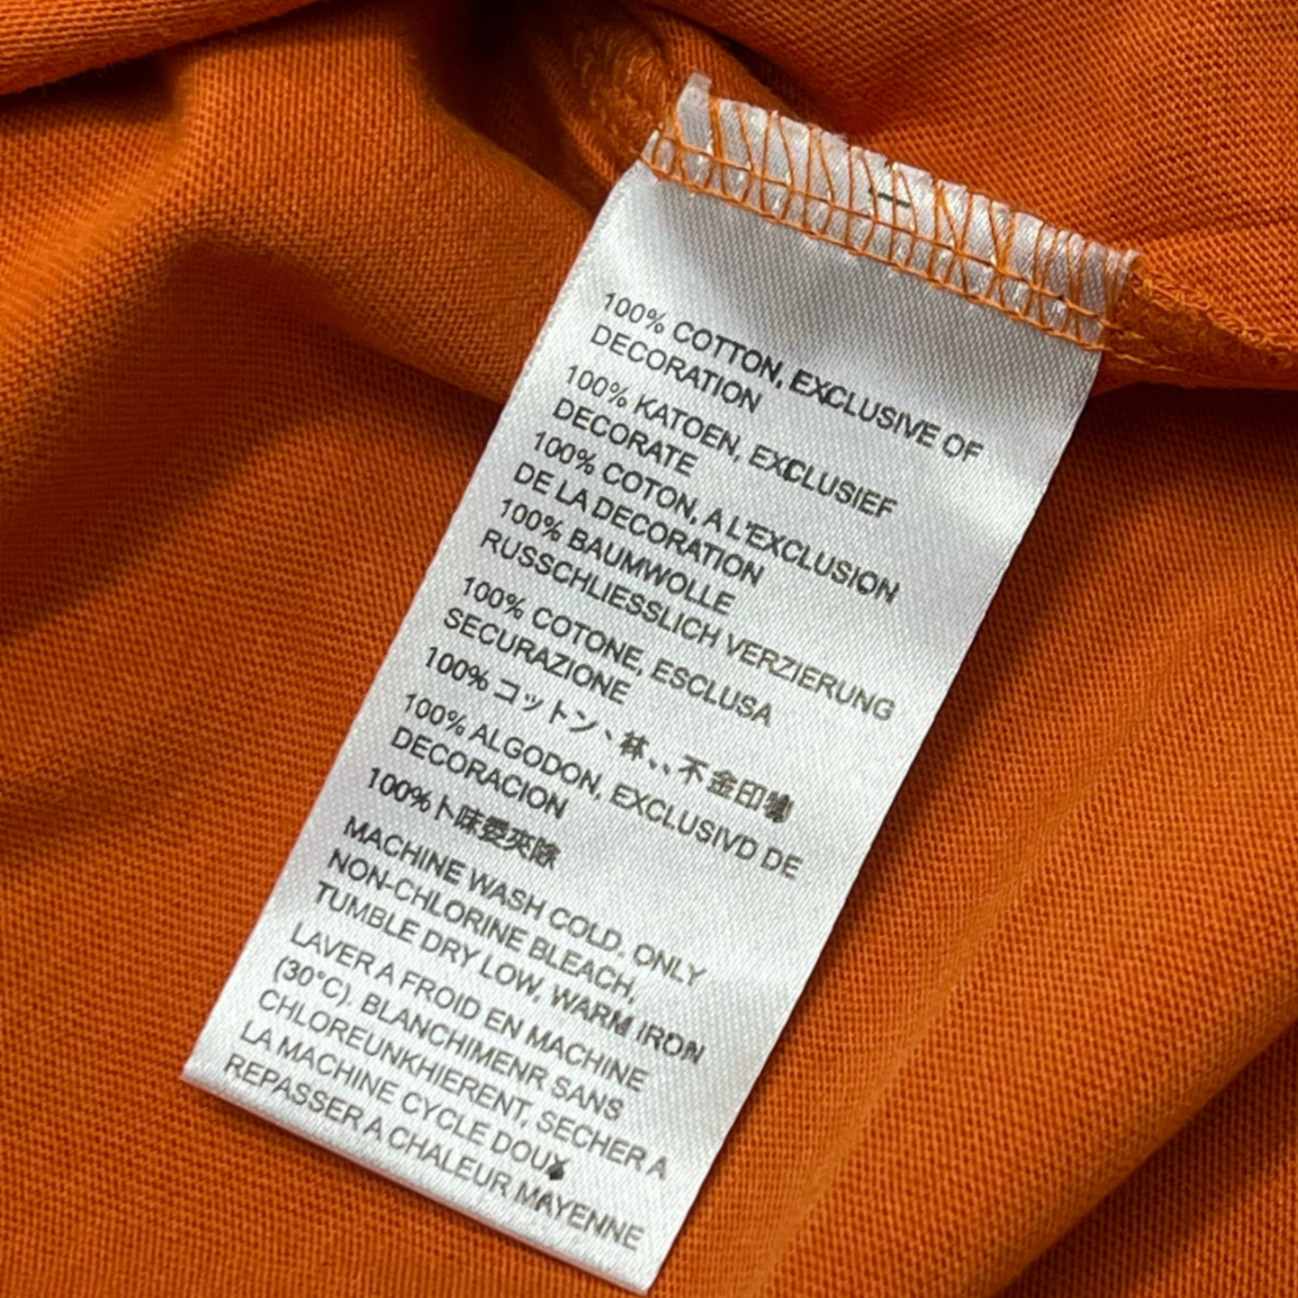 100% COTTON, EXCLUSIVE OF
DECORATION
100% KATOEN, EXCLUSIEF
DECORATE
100% COTON, A L'EXCLUSION
DE LA DECORATION
100% BAUMWOLLE
RUSSCHLIESSLICH VERZIERUNG
100% COTONE, ESCLUSA
SECURAZIONE
100% コットン、
100% ALGODON, EXCLUSIVD DE
DECORACION
100%
MACHINE WASH COLD. ONLY
NON-CHLORINE BLEACH,
TUMBLE DRY LOW, WARM IRON
LAVER A FROID EN MACHINE
(30°C). BLANCHIMENR SANS
CHLOREUNKHIERENT, SECHER A
LA MACHINE CYCLE DOUX
REPASSER A CHALEUR MAYENNE